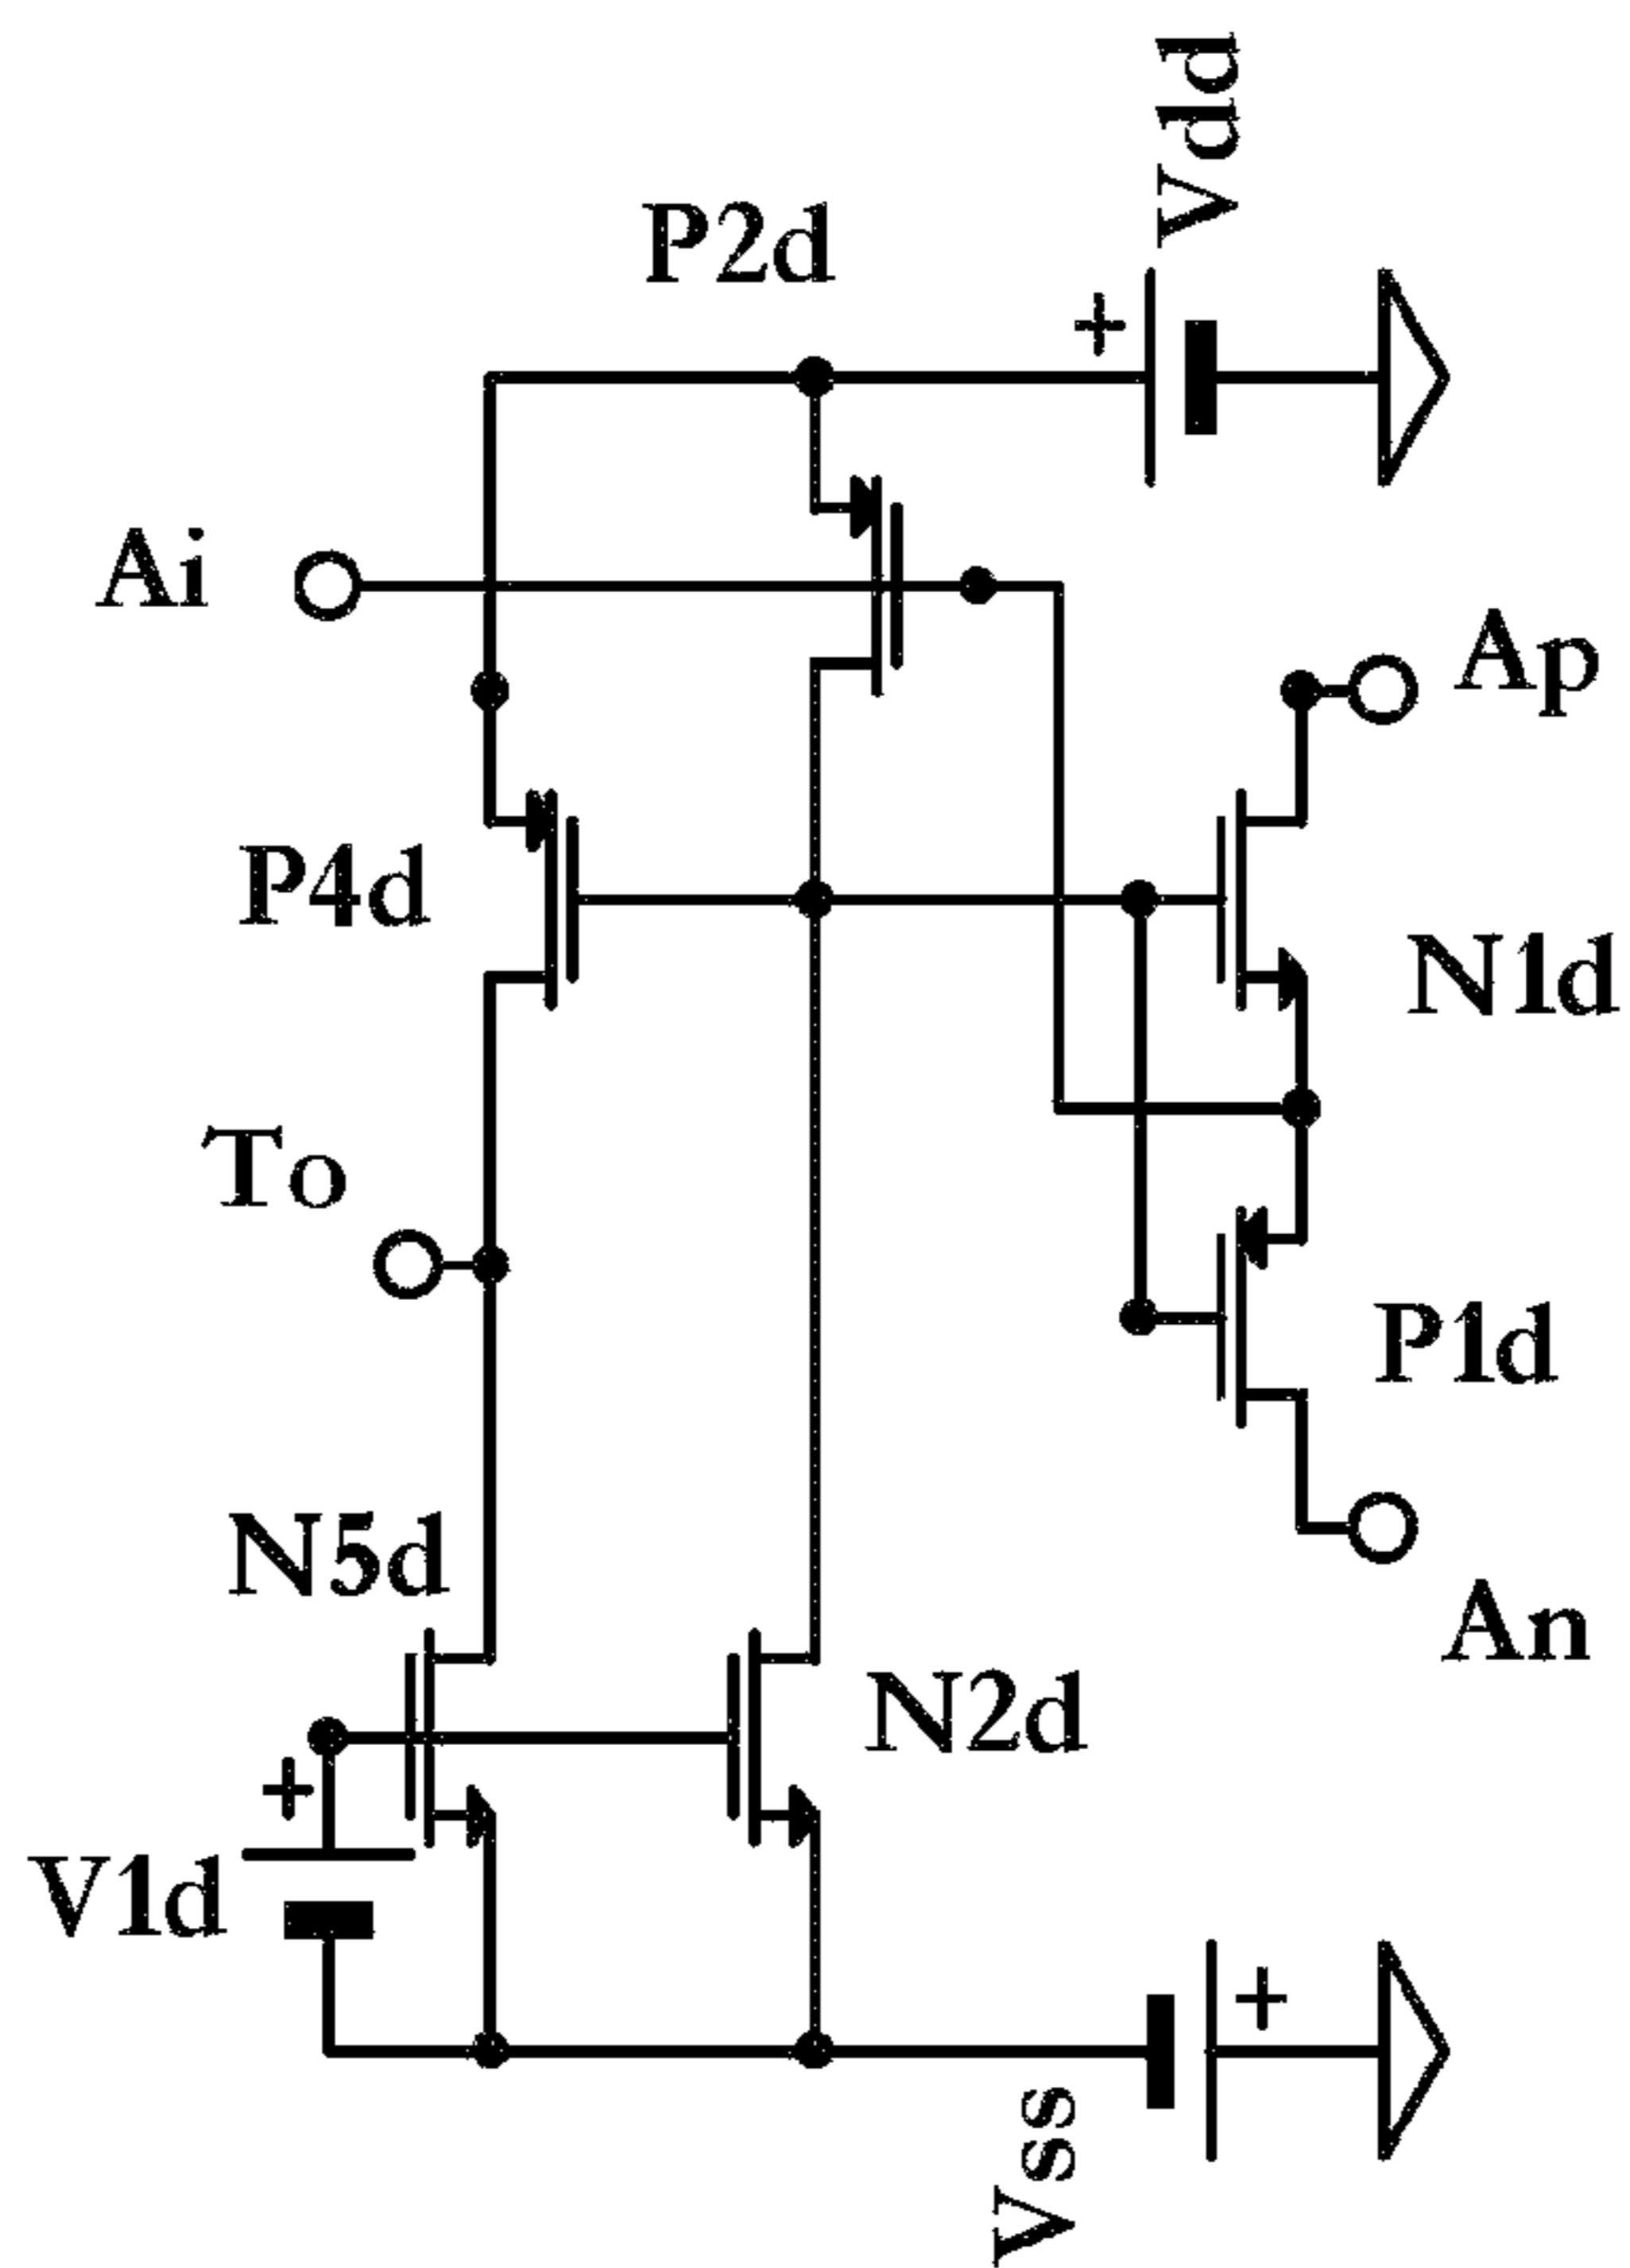 Vdd
P2d
+
Ai
Ap
P4d
N1d
To
P1d
N5d
An
N2d
+
V1d
+
Vss